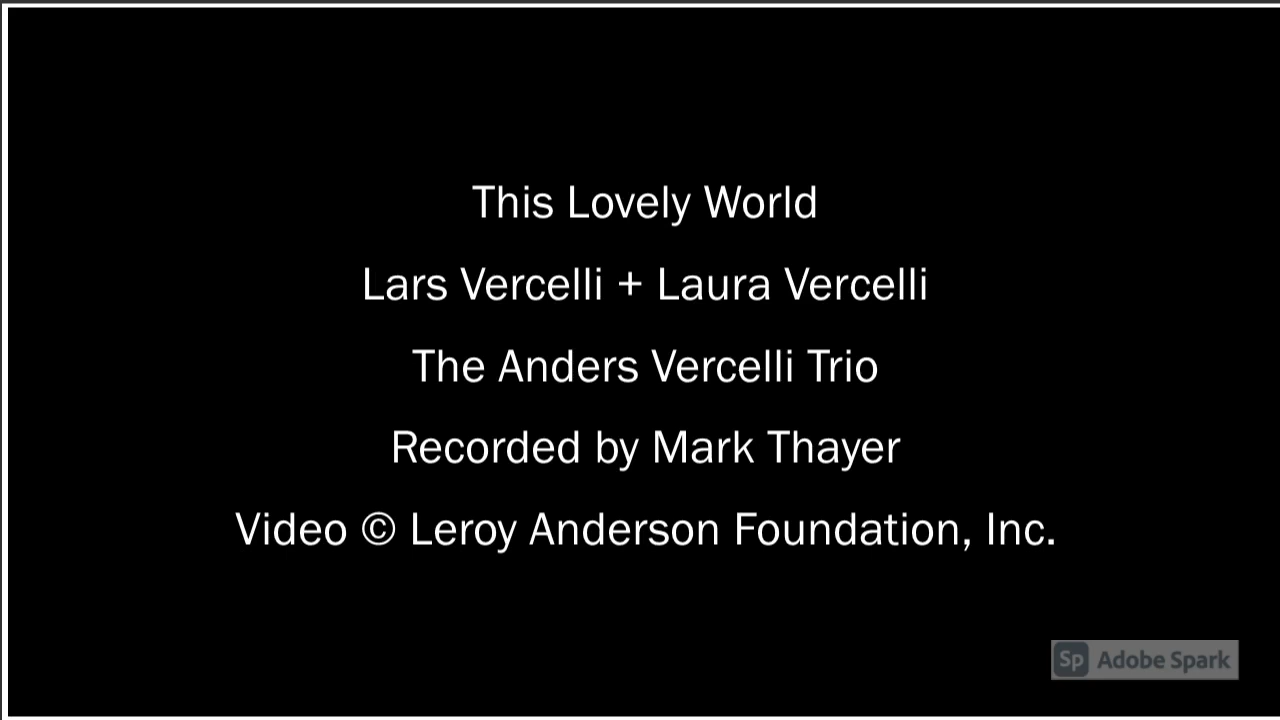 This Lovely World
Lars Vercelli + Laura Vercelli
The Anders Vercelli Trio
Recorded by Mark Thayer
Video © Leroy Anderson Foundation, Inc.
Sp Adobe Spark